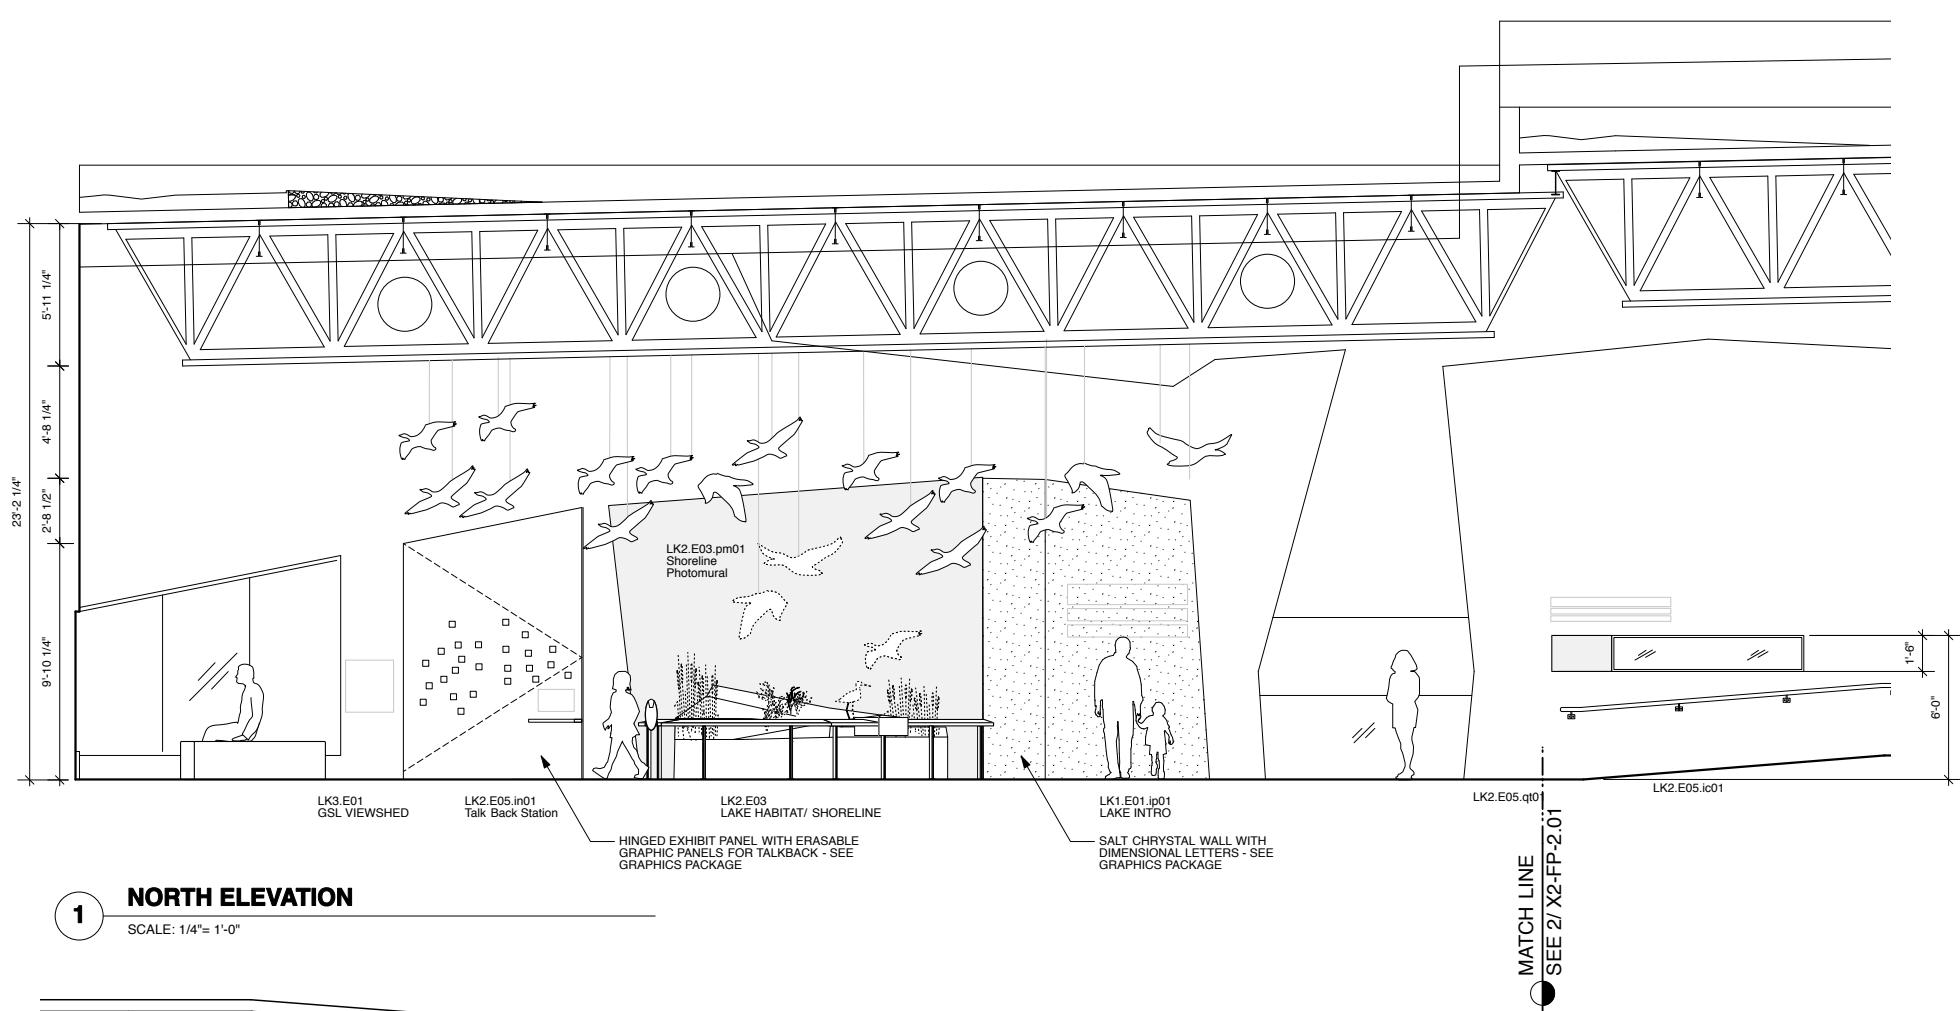 5'-11 1/4"
4'-8 1/4"
23'-2 1/4"
2'-8 1/2"
9'-10 1/4"
LK2.E03.pm01
Shoreline
Photomural
1'-6"
6'-0"
LK3.E01
GSL VIEWSHED
LK2.E05.in01
Talk Back Station
LK2.E03
LAKE HABITAT/ SHORELINE
LK1.E01.ip01
LAKE INTRO
LK2.E05.qt01
LK2.E05.ic01
HINGED EXHIBIT PANEL WITH ERASABLE
GRAPHIC PANELS FOR TALKBACK - SEE
GRAPHICS PACKAGE
SALT CHRYSTAL WALL WITH
DIMENSIONAL LETTERS - SEE
GRAPHICS PACKAGE
1
NORTH ELEVATION
SCALE: 1/4"= 1'-0"
MATCH LINE
SEE 2/ X2-FP-2.01